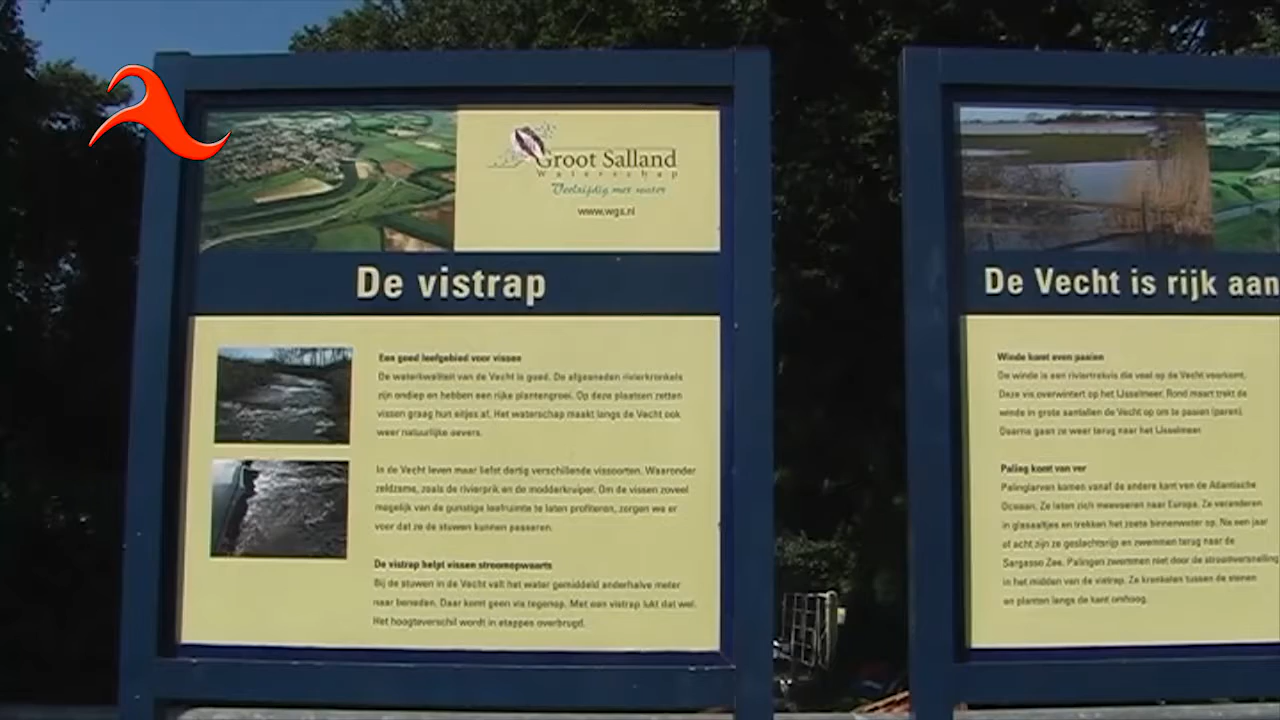 Groot Salland
Waterschap
Veelzijdig met water
www.wgs.nl
De vistrap
Een goed leefgebied voor vissen
De waterkwaliteit van de Vecht is goed. De afgesneden rivierkronkels
zijn ondiep en hebben een rijke plantengroei. Op deze plaatsen zetten
vissen graag hun eitjes af. Het waterschap maakt langs de Vecht ook
weer natuurlijke oevers.
In de Vecht leven maar liefst dertig verschillende vissoorten. Waaronder
zeldzame, zoals de rivierprik en de modderkruiper. Om de vissen zoveel
mogelijk van de gunstige leefruimte te laten profiteren, zorgen we er
voor dat ze de stuwen kunnen passeren.
De vistrap helpt vissen stroomopwaarts
Bij de stuwen in de Vecht valt het water gemiddeld anderhalve meter
naar beneden. Daar komt geen vis tegenop. Met een vistrap lukt dat wel.
Het hoogteverschil wordt in etappes overbrugd.
De Vecht is rijk aan
Winde komt even paaien
De winde is een riviertrekvis die veel op de Vecht voorkomt.
Deze vis overwintert op het IJsselmeer. Rond maart trekt de
winde in grote aantallen de Vecht op om te paaien (paren).
Daarna gaan ze weer terug naar het IJsselmeer.
Paling komt van ver
Palinglarven komen vanaf de andere kant van de Atlantische
Oceaan. Ze laten zich meevoeren naar Europa. Ze veranderen
in glasaaltjes en trekken het zoete binnenwater op. Na een jaar
of acht zijn ze geslachtsrijp en zwemmen terug naar de
Sargasso Zee. Palingen zwemmen niet door de stroomversnelling
in het midden van de vistrap. Ze kronkelen tussen de stenen
en planten langs de kant omhoog.